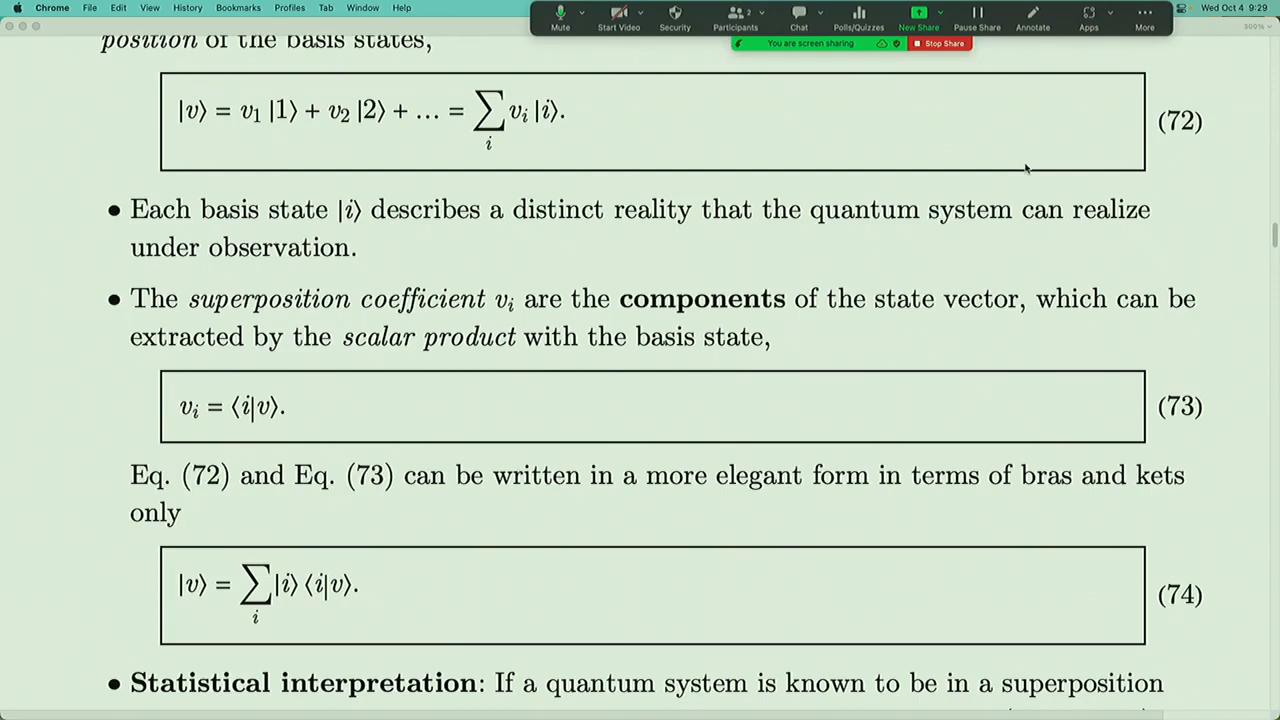 Chrome File Edit View History Bookmarks Profiles Tab Window Help
Wed Oct 4 9:29
Mute Start Video Security Participants 2 Chat Polls/Quizzes New Share Pause Share Annotate Apps More
You are screen sharing Stop Share
300%
position of the basis states,
|v⟩ = v₁ |1⟩ + v₂ |2⟩ + … = ∑ᵢ vᵢ |i⟩. (72)
• Each basis state |i⟩ describes a distinct reality that the quantum system can realize
under observation.
• The superposition coefficient vᵢ are the components of the state vector, which can be
extracted by the scalar product with the basis state,
vᵢ = ⟨i|v⟩. (73)
Eq. (72) and Eq. (73) can be written in a more elegant form in terms of bras and kets
only
|v⟩ = ∑ᵢ |i⟩ ⟨i|v⟩. (74)
• Statistical interpretation: If a quantum system is known to be in a superposition